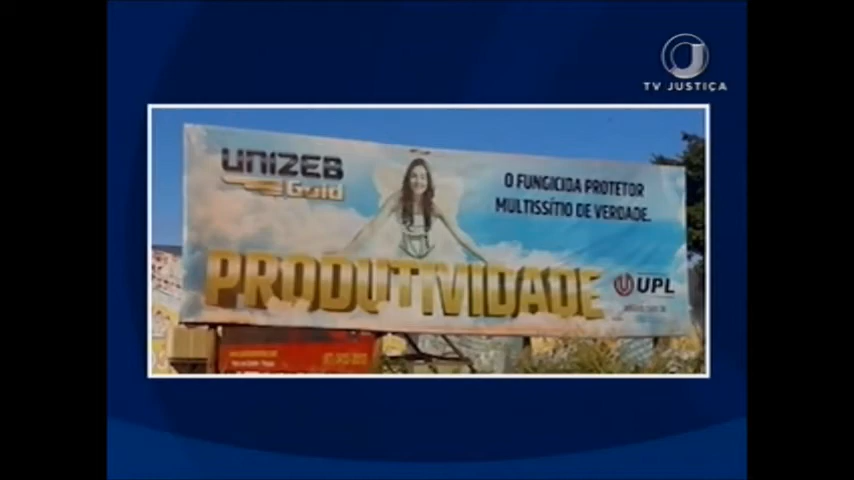 TV JUSTIÇA
UNIZEB
Gold
O FUNGICIDA PROTETOR
MULTISSÍTIO DE VERDADE.
PRODUTIVIDADE
UPL